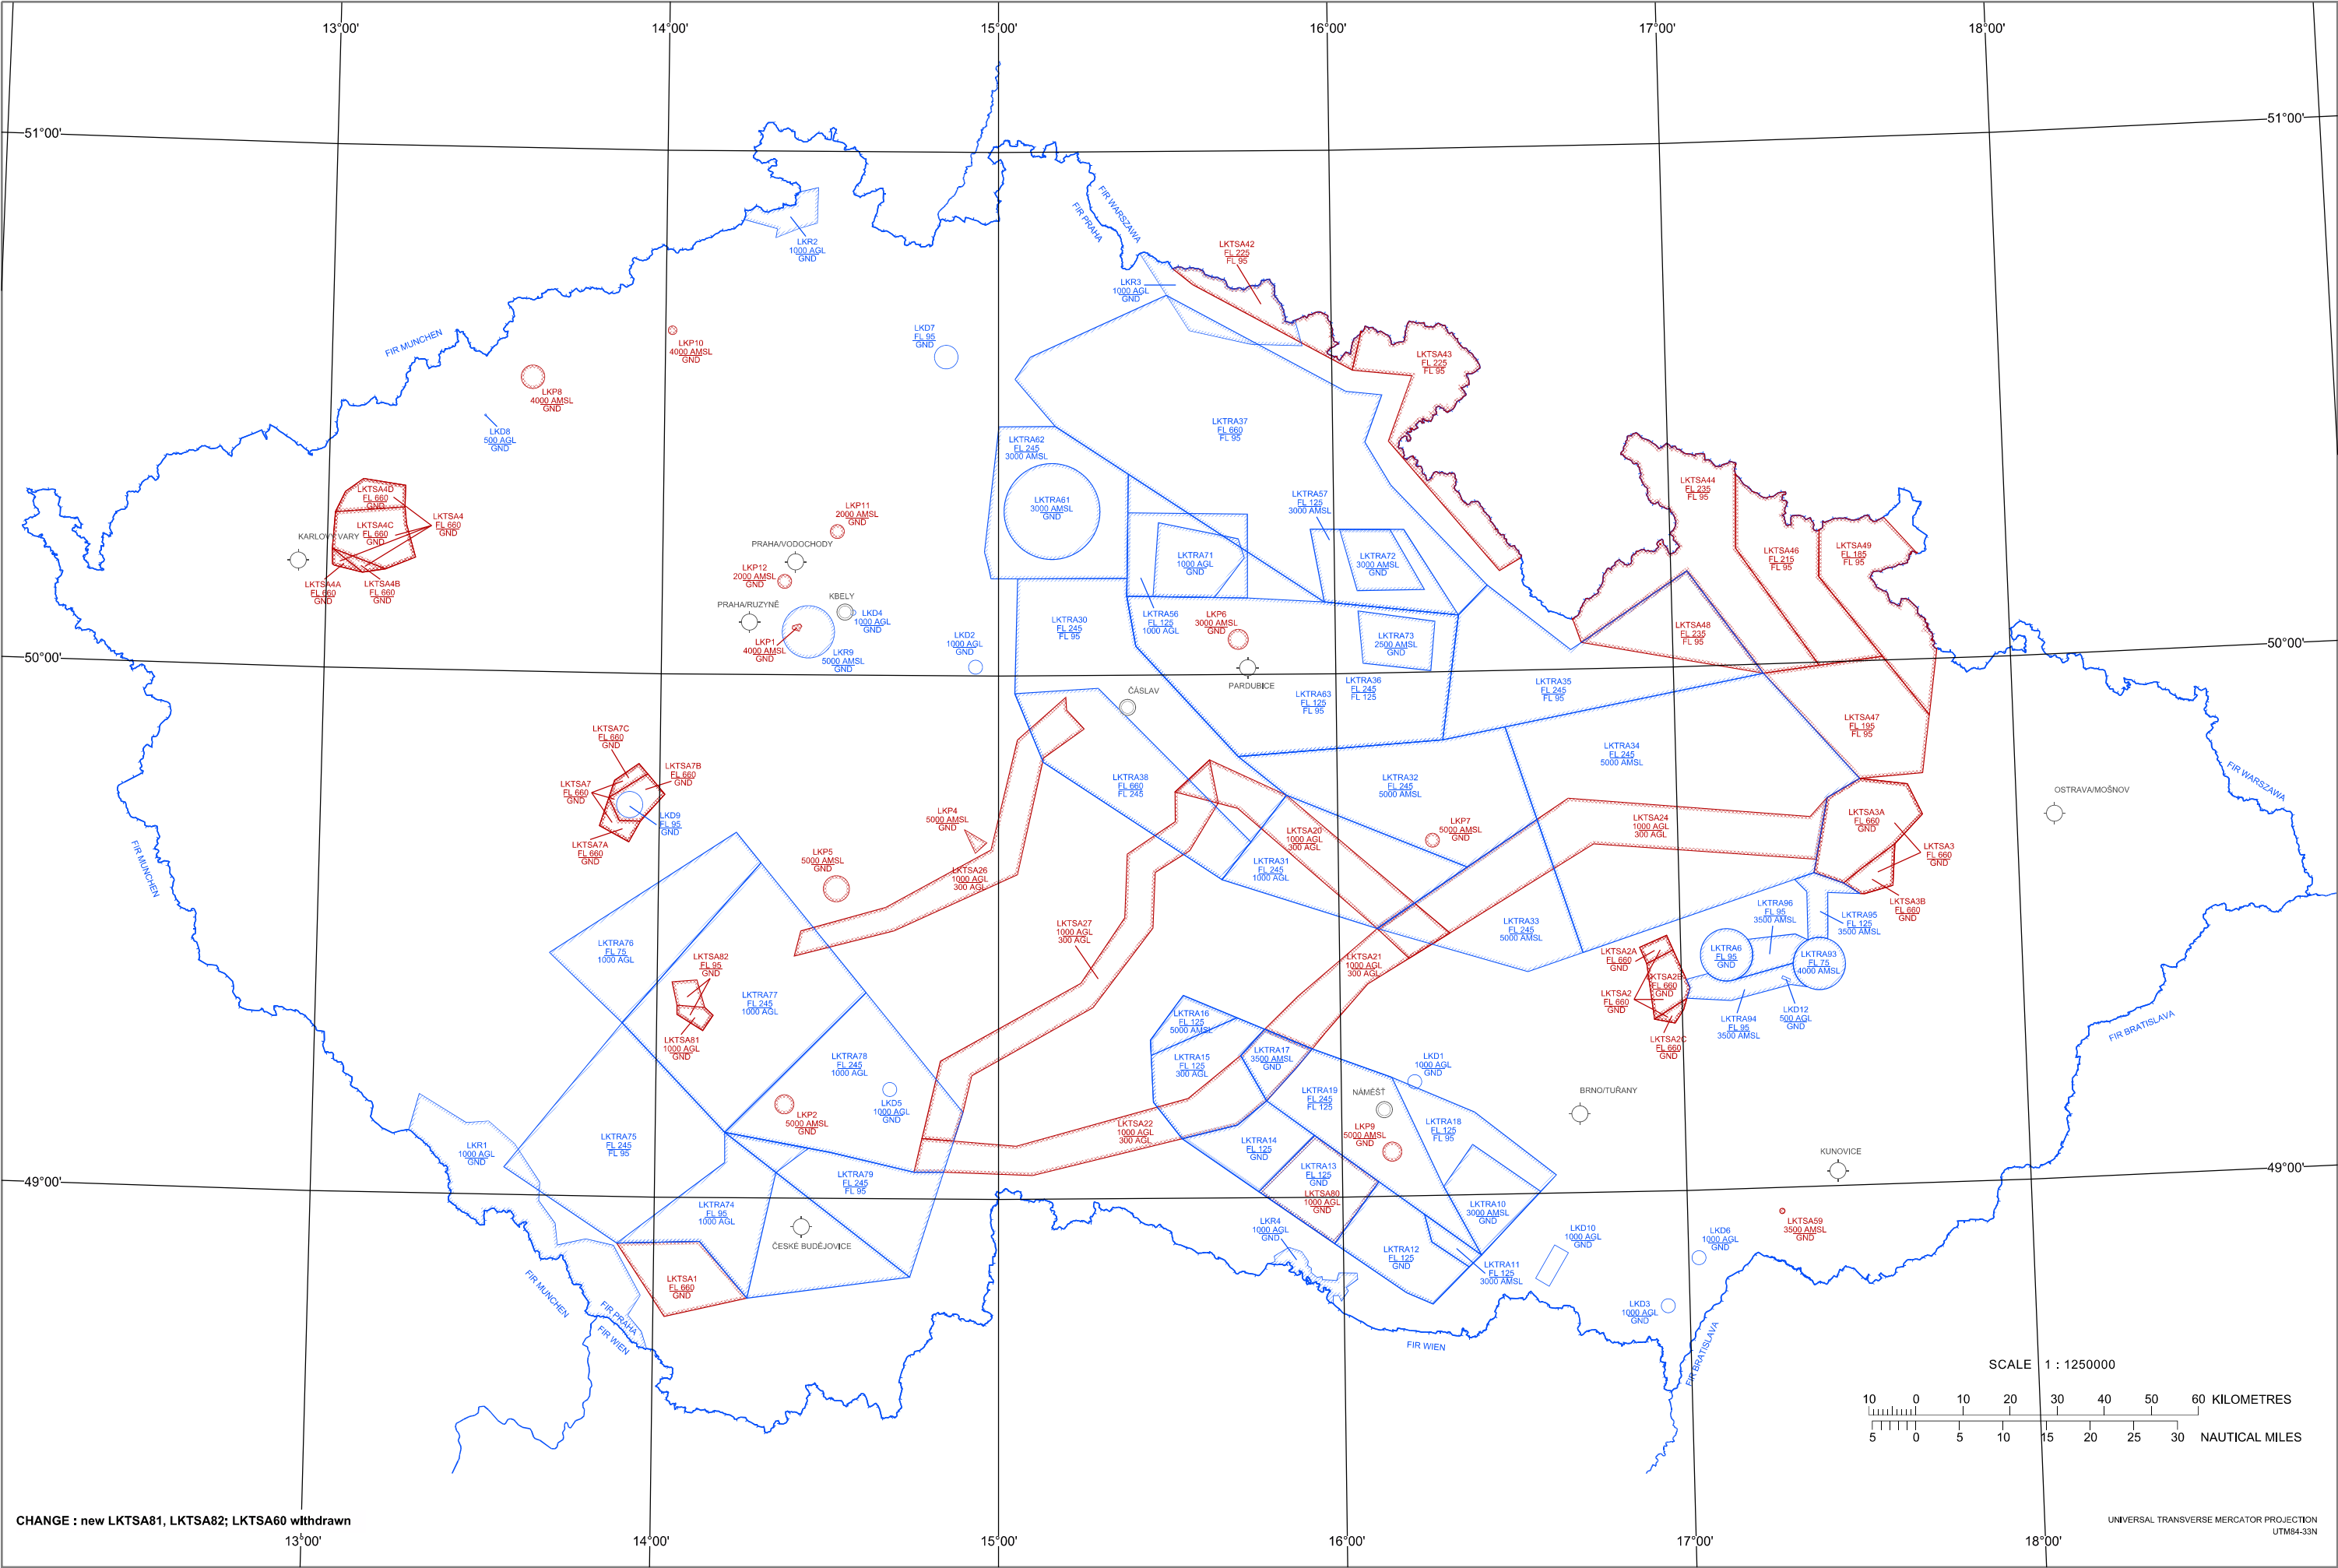 13°00'
14°00'
15°00'
16°00'
17°00'
18°00'
51°00'
51°00'
FIR WARSZAWA
FIR PRAHA
LKR2
1000 AGL
GND
LKTSA42
FL 225
FL 95
LKR3
1000 AGL
GND
FIR MUNCHEN
LKP10
4000 AMSL
GND
LKD7
FL 95
GND
LKTSA43
FL 225
FL 95
LKP8
4000 AMSL
GND
LKD8
500 AGL
GND
LKTRA37
FL 660
FL 95
LKTRA62
FL 245
3000 AMSL
LKTSA4D
FL 660
GND
LKTSA4C
FL 660
GND
LKTSA4
FL 660
GND
KARLOVY VARY
LKTSA4A
FL 660
GND
LKTSA4B
FL 660
GND
LKP11
2000 AMSL
GND
LKTRA61
3000 AMSL
GND
LKTRA57
FL 125
3000 AMSL
LKTSA44
FL 235
FL 95
PRAHA/VODOCHODY
LKP12
2000 AMSL
GND
LKTRA71
1000 AGL
GND
LKTRA72
3000 AMSL
GND
LKTSA46
FL 215
FL 95
LKTSA49
FL 185
FL 95
PRAHA/RUZYNĚ
KBELY
LKD4
1000 AGL
GND
LKTRA30
FL 245
FL 95
LKTRA56
FL 125
1000 AGL
LKP6
3000 AMSL
GND
LKTRA73
2500 AMSL
GND
LKTSA48
FL 235
FL 95
LKP1
4000 AMSL
GND
LKR9
5000 AMSL
GND
LKD2
1000 AGL
GND
50°00'
50°00'
ČÁSLAV
PARDUBICE
LKTRA63
FL 125
FL 95
LKTRA36
FL 245
FL 125
LKTRA35
FL 245
FL 95
LKTSA47
FL 195
FL 95
FIR MUNCHEN
LKTSA7C
FL 660
GND
LKTSA7B
FL 660
GND
LKTSA7
FL 660
GND
LKD9
FL 95
GND
LKTSA7A
FL 660
GND
LKTRA38
FL 660
FL 245
LKTRA32
FL 245
5000 AMSL
LKTRA34
FL 245
5000 AMSL
FIR WARSZAWA
OSTRAVA/MOŠNOV
LKP4
5000 AMSL
GND
LKP5
5000 AMSL
GND
LKTSA26
1000 AGL
300 AGL
LKTSA20
1000 AGL
300 AGL
LKP7
5000 AMSL
GND
LKTSA24
1000 AGL
300 AGL
LKTSA3A
FL 660
GND
LKTSA3
FL 660
GND
LKTRA31
FL 245
1000 AGL
LKTSA3B
FL 660
GND
LKTRA76
FL 75
1000 AGL
LKTSA27
1000 AGL
300 AGL
LKTRA33
FL 245
5000 AMSL
LKTRA96
FL 95
3500 AMSL
LKTRA95
FL 125
3500 AMSL
LKTSA82
FL 95
GND
LKTSA21
1000 AGL
300 AGL
LKTSA2A
FL 660
GND
LKTRA6
FL 95
GND
LKTRA93
FL 75
4000 AMSL
LKTRA77
FL 245
1000 AGL
LKTSA2B
FL 660
GND
LKTSA2
FL 660
GND
LKTSA81
1000 AGL
GND
LKTRA16
FL 125
5000 AMSL
LKTRA94
FL 95
3500 AMSL
LKD12
500 AGL
GND
LKTSA2C
FL 660
GND
FIR BRATISLAVA
LKTRA78
FL 245
1000 AGL
LKTRA15
FL 125
300 AGL
LKTRA17
3500 AMSL
GND
LKD1
1000 AGL
GND
LKP2
5000 AMSL
GND
LKD5
1000 AGL
GND
LKTRA19
FL 245
FL 125
NÁMĚŠŤ
BRNO/TUŘANY
LKTSA22
1000 AGL
300 AGL
LKP9
5000 AMSL
GND
LKTRA18
FL 125
FL 95
LKR1
1000 AGL
GND
LKTRA75
FL 245
FL 95
LKTRA14
FL 125
GND
KUNOVICE
LKTRA79
FL 245
FL 95
LKTRA13
FL 125
GND
LKTSA80
1000 AGL
GND
49°00'
49°00'
LKTRA74
FL 95
1000 AGL
LKTRA10
3000 AMSL
GND
LKTSA59
3500 AMSL
GND
ČESKÉ BUDĚJOVICE
LKR4
1000 AGL
GND
LKD10
1000 AGL
GND
LKD6
1000 AGL
GND
LKTRA12
FL 125
GND
LKTRA11
FL 125
3000 AMSL
LKTSA1
FL 660
GND
FIR MUNCHEN
FIR PRAHA
FIR WIEN
LKD3
1000 AGL
GND
FIR WIEN
FIR BRATISLAVA
SCALE 1 : 1250000
10 0 10 20 30 40 50 60 KILOMETRES
5 0 5 10 15 20 25 30 NAUTICAL MILES
CHANGE : new LKTSA81, LKTSA82; LKTSA60 withdrawn
UNIVERSAL TRANSVERSE MERCATOR PROJECTION
UTM84-33N
13°00'
14°00'
15°00'
16°00'
17°00'
18°00'